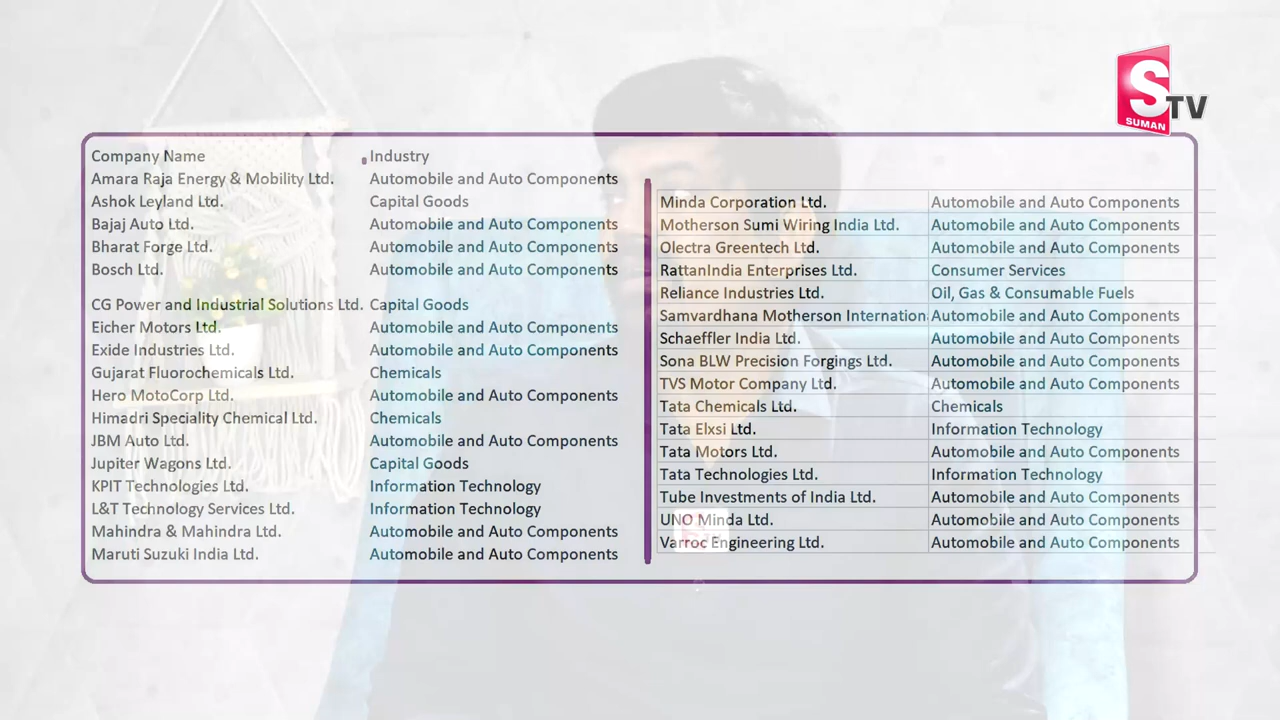 S
TV
SUMAN
Company Name Industry
Amara Raja Energy & Mobility Ltd. Automobile and Auto Components
Ashok Leyland Ltd. Capital Goods
Bajaj Auto Ltd. Automobile and Auto Components
Bharat Forge Ltd. Automobile and Auto Components
Bosch Ltd. Automobile and Auto Components
CG Power and Industrial Solutions Ltd. Capital Goods
Eicher Motors Ltd. Automobile and Auto Components
Exide Industries Ltd. Automobile and Auto Components
Gujarat Fluorochemicals Ltd. Chemicals
Hero MotoCorp Ltd. Automobile and Auto Components
Himadri Speciality Chemical Ltd. Chemicals
JBM Auto Ltd. Automobile and Auto Components
Jupiter Wagons Ltd. Capital Goods
KPIT Technologies Ltd. Information Technology
L&T Technology Services Ltd. Information Technology
Mahindra & Mahindra Ltd. Automobile and Auto Components
Maruti Suzuki India Ltd. Automobile and Auto Components
Minda Corporation Ltd. Automobile and Auto Components
Motherson Sumi Wiring India Ltd. Automobile and Auto Components
Olectra Greentech Ltd. Automobile and Auto Components
RattanIndia Enterprises Ltd. Consumer Services
Reliance Industries Ltd. Oil, Gas & Consumable Fuels
Samvardhana Motherson Internation Automobile and Auto Components
Schaeffler India Ltd. Automobile and Auto Components
Sona BLW Precision Forgings Ltd. Automobile and Auto Components
TVS Motor Company Ltd. Automobile and Auto Components
Tata Chemicals Ltd. Chemicals
Tata Elxsi Ltd. Information Technology
Tata Motors Ltd. Automobile and Auto Components
Tata Technologies Ltd. Information Technology
Tube Investments of India Ltd. Automobile and Auto Components
UNO Minda Ltd. Automobile and Auto Components
Varroc Engineering Ltd. Automobile and Auto Components